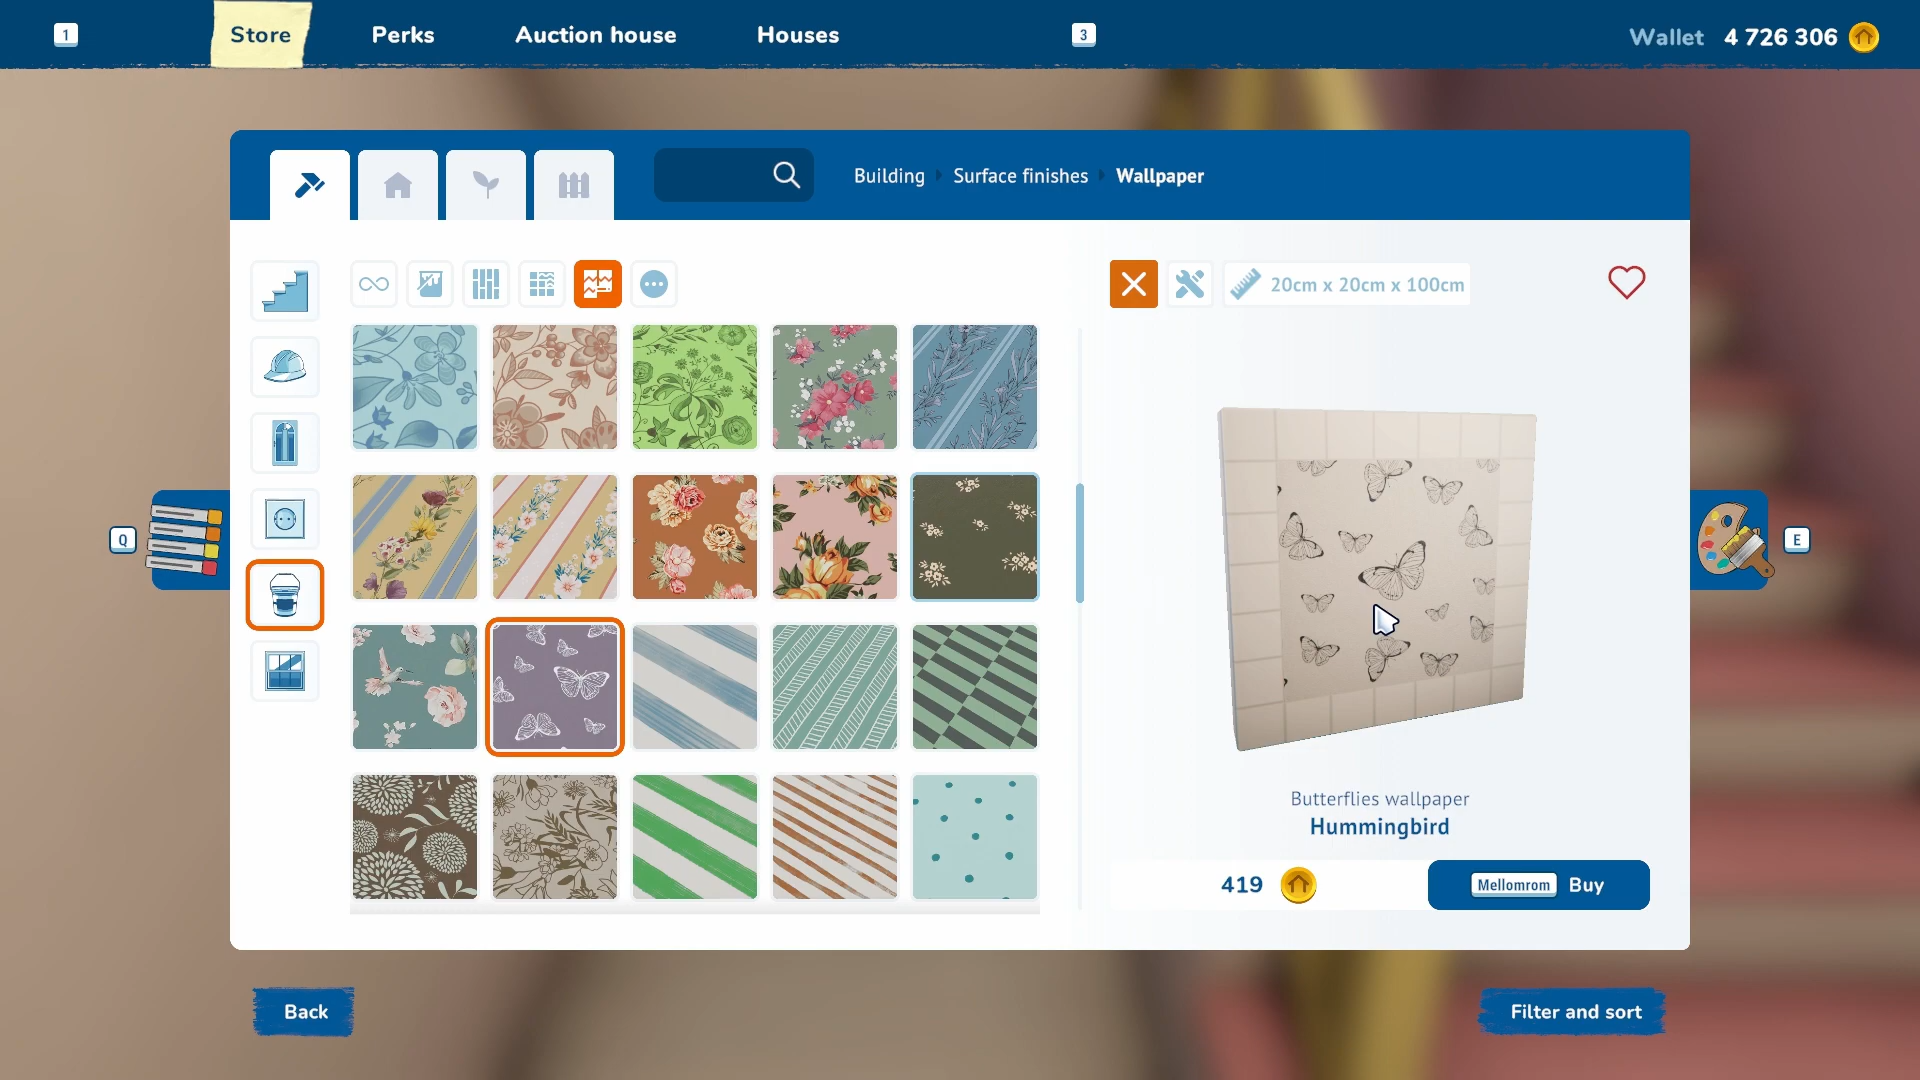 1
Store
Perks
Auction house
Houses
3
Wallet 4 726 306
Building
Surface finishes
Wallpaper
20cm x 20cm x 100cm
Q
E
Butterflies wallpaper
Hummingbird
419
Mellomrom Buy
Back
Filter and sort